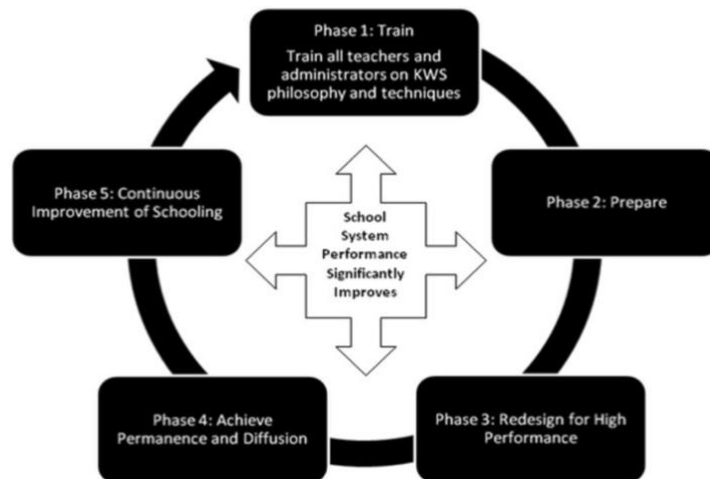 Phase 1: Train
Train all teachers and
administrators on KWS
philosophy and techniques
Phase 2: Prepare
Phase 3: Redesign for High
Performance
Phase 4: Achieve
Permanence and Diffusion
Phase 5: Continuous
Improvement of Schooling
School
System
Performance
Significantly
Improves